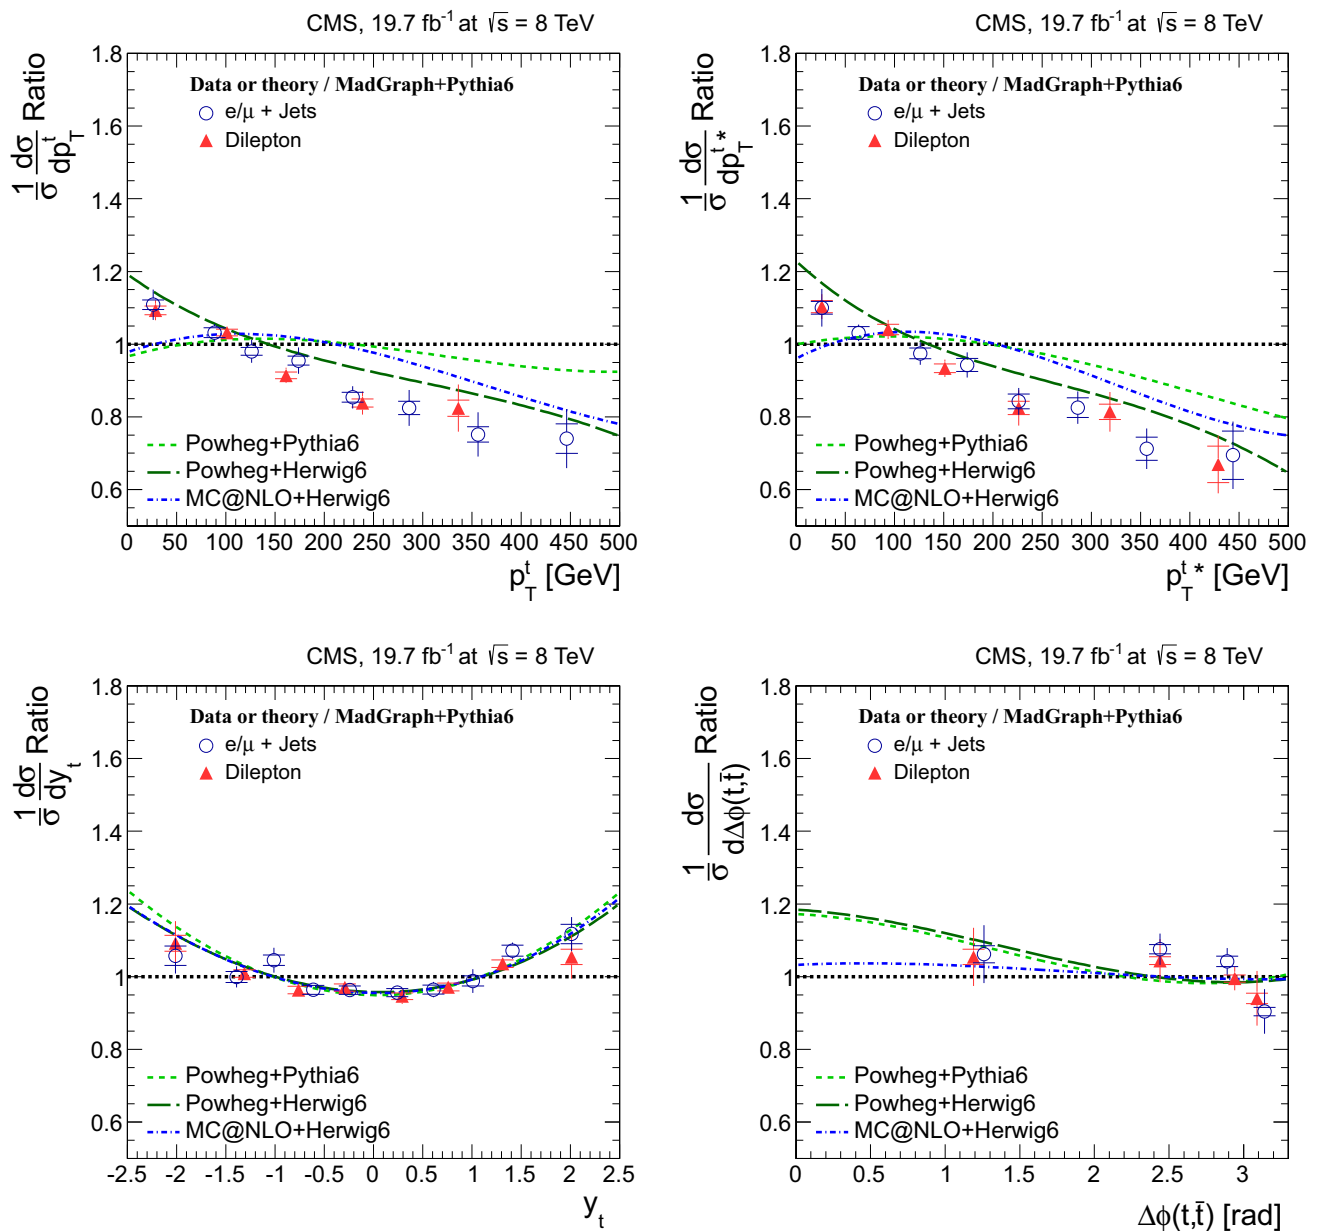 CMS, 19.7 fb⁻¹ at √s = 8 TeV
1/σ dσ/dp_T^t Ratio
Data or theory / MadGraph+Pythia6
e/μ + Jets
Dilepton
1.8
1.6
1.4
1.2
1
0.8
0.6
Powheg+Pythia6
Powheg+Herwig6
MC@NLO+Herwig6
0 50 100 150 200 250 300 350 400 450 500
p_T^t [GeV]
CMS, 19.7 fb⁻¹ at √s = 8 TeV
1/σ dσ/dp_T^t* Ratio
Data or theory / MadGraph+Pythia6
e/μ + Jets
Dilepton
1.8
1.6
1.4
1.2
1
0.8
0.6
Powheg+Pythia6
Powheg+Herwig6
MC@NLO+Herwig6
0 50 100 150 200 250 300 350 400 450 500
p_T^t* [GeV]
CMS, 19.7 fb⁻¹ at √s = 8 TeV
1/σ dσ/dy_t Ratio
Data or theory / MadGraph+Pythia6
e/μ + Jets
Dilepton
1.8
1.6
1.4
1.2
1
0.8
0.6
Powheg+Pythia6
Powheg+Herwig6
MC@NLO+Herwig6
-2.5 -2 -1.5 -1 -0.5 0 0.5 1 1.5 2 2.5
y_t
CMS, 19.7 fb⁻¹ at √s = 8 TeV
1/σ dσ/dΔϕ(t,t̄) Ratio
Data or theory / MadGraph+Pythia6
e/μ + Jets
Dilepton
1.8
1.6
1.4
1.2
1
0.8
0.6
Powheg+Pythia6
Powheg+Herwig6
MC@NLO+Herwig6
0 0.5 1 1.5 2 2.5 3
Δϕ(t,t̄) [rad]